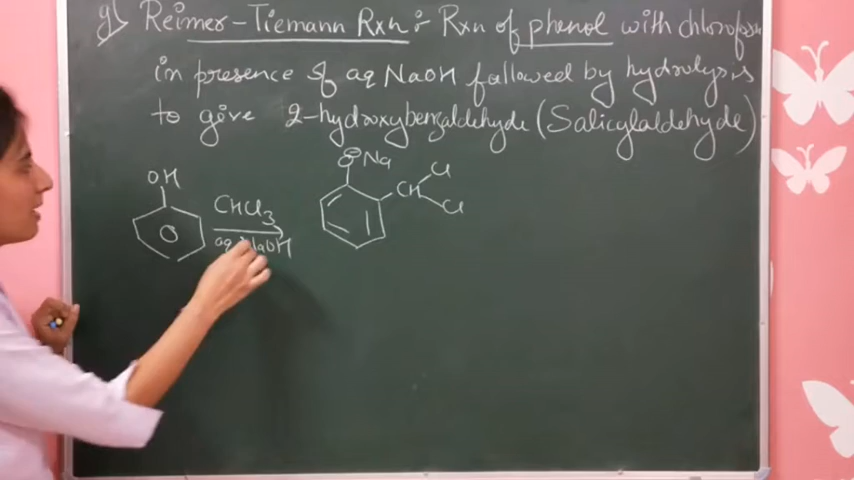 g) Reimer-Tiemann Rxn : Rxn of phenol with chloroform
in presence of aq NaOH followed by hydrolysis
to give 2-hydroxybenzaldehyde (Salicylaldehyde)
OH
CHCl3
aq NaOH
O⊖ Na
CH
Cl
Cl